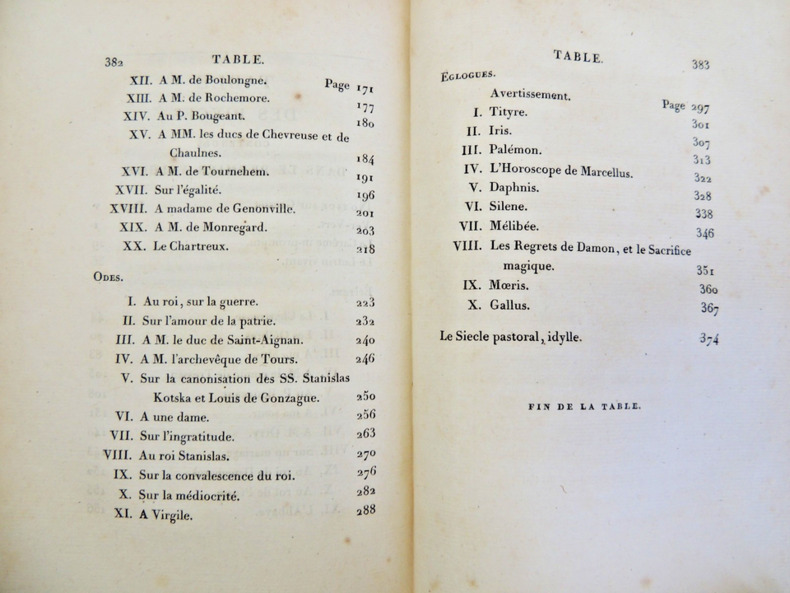 382 TABLE.
XII. A M. de Boulongne. Page 171
XIII. A M. de Rochemore. 177
XIV. Au P. Bougeant. 180
XV. A MM. les ducs de Chevreuse et de
Chaulnes. 184
XVI. A M. de Tournehem. 191
XVII. Sur l'égalité. 196
XVIII. A madame de Genonville. 201
XIX. A M. de Monregard. 203
XX. Le Chartreux. 218
ODES.
I. Au roi, sur la guerre. 223
II. Sur l'amour de la patrie. 232
III. A M. le duc de Saint-Aignan. 240
IV. A M. l'archevêque de Tours. 246
V. Sur la canonisation des SS. Stanislas
Kotska et Louis de Gonzague. 250
VI. A une dame. 256
VII. Sur l'ingratitude. 263
VIII. Au roi Stanislas. 270
IX. Sur la convalescence du roi. 276
X. Sur la médiocrité. 282
XI. A Virgile. 288
TABLE. 383
ÉGLOGUES.
Avertissement. Page 297
I. Tityre. 301
II. Iris. 307
III. Palémon. 313
IV. L'Horoscope de Marcellus. 322
V. Daphnis. 328
VI. Silene. 338
VII. Mélibée. 346
VIII. Les Regrets de Damon, et le Sacrifice
magique. 351
IX. Mœris. 360
X. Gallus. 367
Le Siecle pastoral, idylle. 374
FIN DE LA TABLE.